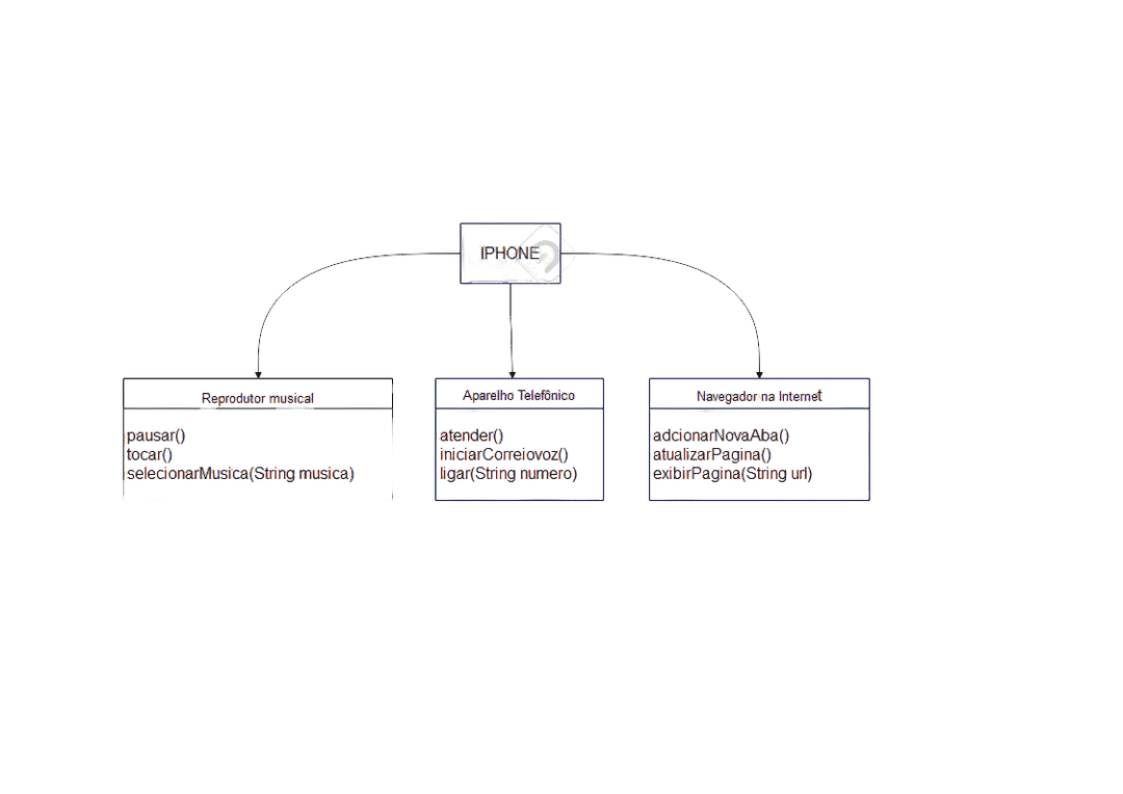 IPHONE
Reprodutor musical
pausar()
tocar()
selecionarMusica(String musica)
Aparelho Telefônico
atender()
iniciarCorreiovoz()
ligar(String numero)
Navegador na Internet
adcionarNovaAba()
atualizarPagina()
exibirPagina(String url)